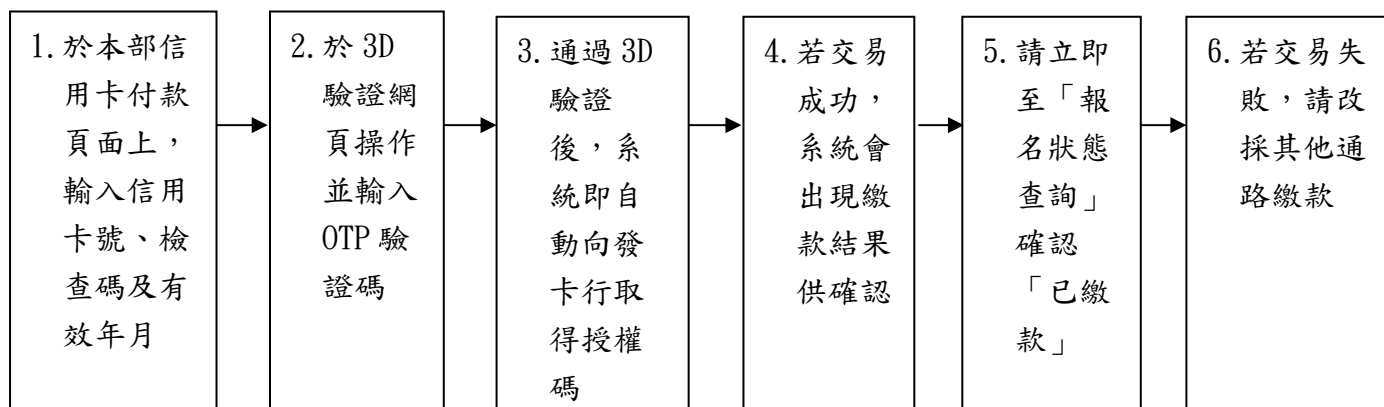 1.於本部信
用卡付款
頁面上，
輸入信用
卡號、檢
查碼及有
效年月
2.於 3D
驗證網
頁操作
並輸入
OTP 驗
證碼
3.通過 3D
驗證
後，系
統即自
動向發
卡行取
得授權
碼
4.若交易
成功，
系統會
出現繳
款結果
供確認
5.請立即
至「報
名狀態
查詢」
確認
「已繳
款」
6.若交易失
敗，請改
採其他通
路繳款